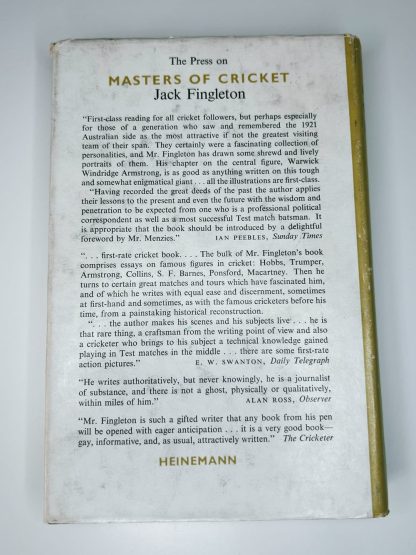 The Press on
MASTERS OF CRICKET
Jack Fingleton
"First-class reading for all cricket followers, but perhaps especially
for those of a generation who saw and remembered the 1921
Australian side as the most attractive if not the greatest visiting
team of their span. They certainly were a fascinating collection of
personalities, and Mr. Fingleton has drawn some shrewd and lively
portraits of them. His chapter on the central figure, Warwick
Windridge Armstrong, is as good as anything written on this tough
and somewhat enigmatical giant . . . all the illustrations are first-class.
"Having recorded the great deeds of the past the author applies
their lessons to the present and even the future with the wisdom and
penetration to be expected from one who is a professional political
correspondent as well as a most successful Test match batsman. It
is appropriate that the book should be introduced by a delightful
foreword by Mr. Menzies." IAN PEEBLES, Sunday Times
". . . first-rate cricket book. . . . The bulk of Mr. Fingleton's book
comprises essays on famous figures in cricket: Hobbs, Trumper,
Armstrong, Collins, S. F. Barnes, Ponsford, Macartney. Then he
turns to certain great matches and tours which have fascinated him,
and of which he writes with equal ease and discernment, sometimes
at first-hand and sometimes, as with the famous cricketers before his
time, from a painstaking historical reconstruction.
". . . the author makes his scenes and his subjects live . . . he is
that rare thing, a craftsman from the writing point of view and also
a cricketer who brings to his subject a technical knowledge gained
playing in Test matches in the middle . . . there are some first-rate
action pictures." E. W. SWANTON, Daily Telegraph
"He writes authoritatively, but never knowingly, he is a journalist
of substance, and there is not a ghost, physically or qualitatively,
within miles of him." ALAN ROSS, Observer
"Mr. Fingleton is such a gifted writer that any book from his pen
will be opened with eager anticipation . . . it is a very good book—
gay, informative, and, as usual, attractively written." The Cricketer
HEINEMANN